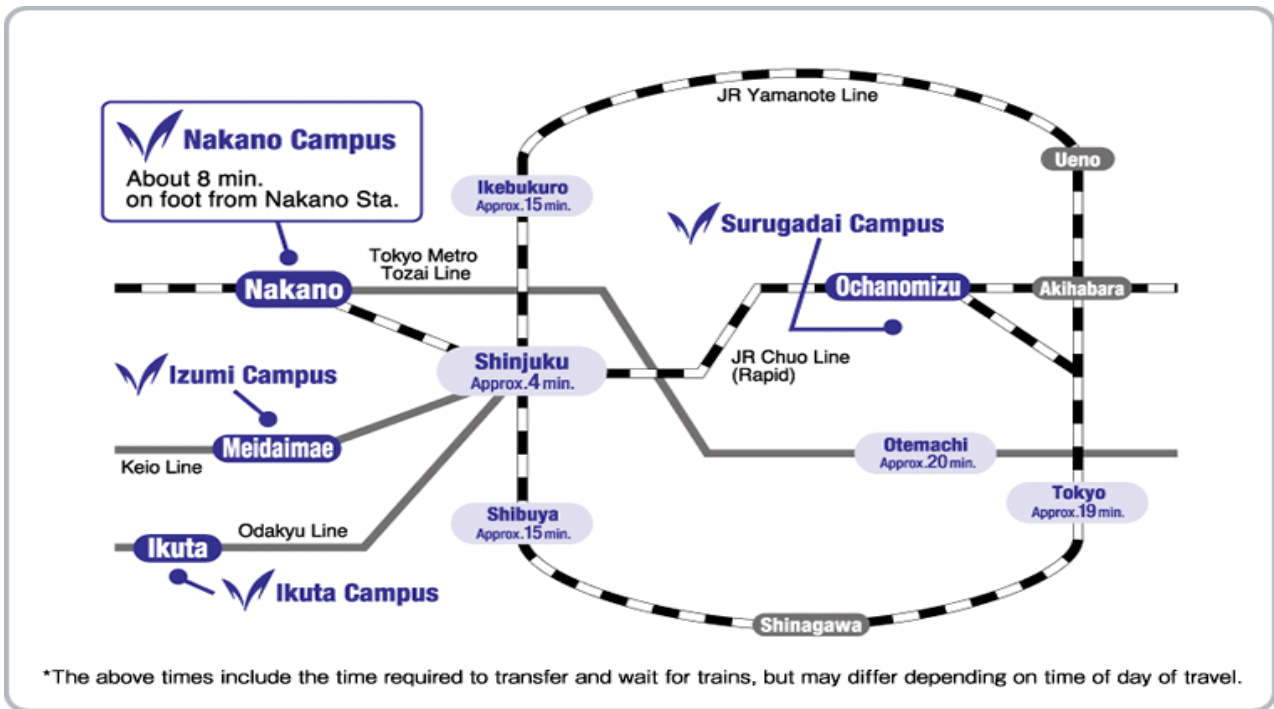 JR Yamanote Line
Nakano Campus
About 8 min.
on foot from Nakano Sta.
Ueno
Ikebukuro
Approx.15 min.
Surugadai Campus
Tokyo Metro
Tozai Line
Nakano
Ochanomizu
Akihabara
Shinjuku
Approx.4 min.
JR Chuo Line
(Rapid)
Izumi Campus
Meidaimae
Keio Line
Otemachi
Approx.20 min.
Tokyo
Approx.19 min.
Shibuya
Approx.15 min.
Odakyu Line
Ikuta
Ikuta Campus
Shinagawa
*The above times include the time required to transfer and wait for trains, but may differ depending on time of day of travel.